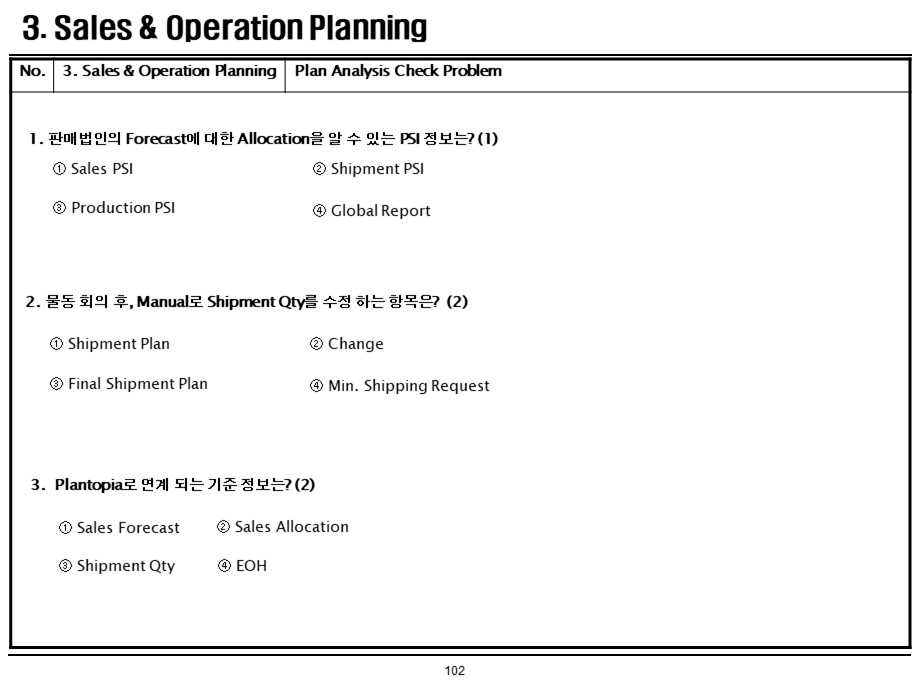 3. Sales & Operation Planning
No. 3. Sales & Operation Planning Plan Analysis Check Problem
1. 판매법인의 Forecast에 대한 Allocation을 알 수 있는 PSI 정보는? (1)
① Sales PSI ② Shipment PSI
③ Production PSI ④ Global Report
2. 물동 회의 후, Manual로 Shipment Qty를 수정 하는 항목은? (2)
① Shipment Plan ② Change
③ Final Shipment Plan ④ Min. Shipping Request
3. Plantopia로 연계 되는 기준 정보는? (2)
① Sales Forecast ② Sales Allocation
③ Shipment Qty ④ EOH
102